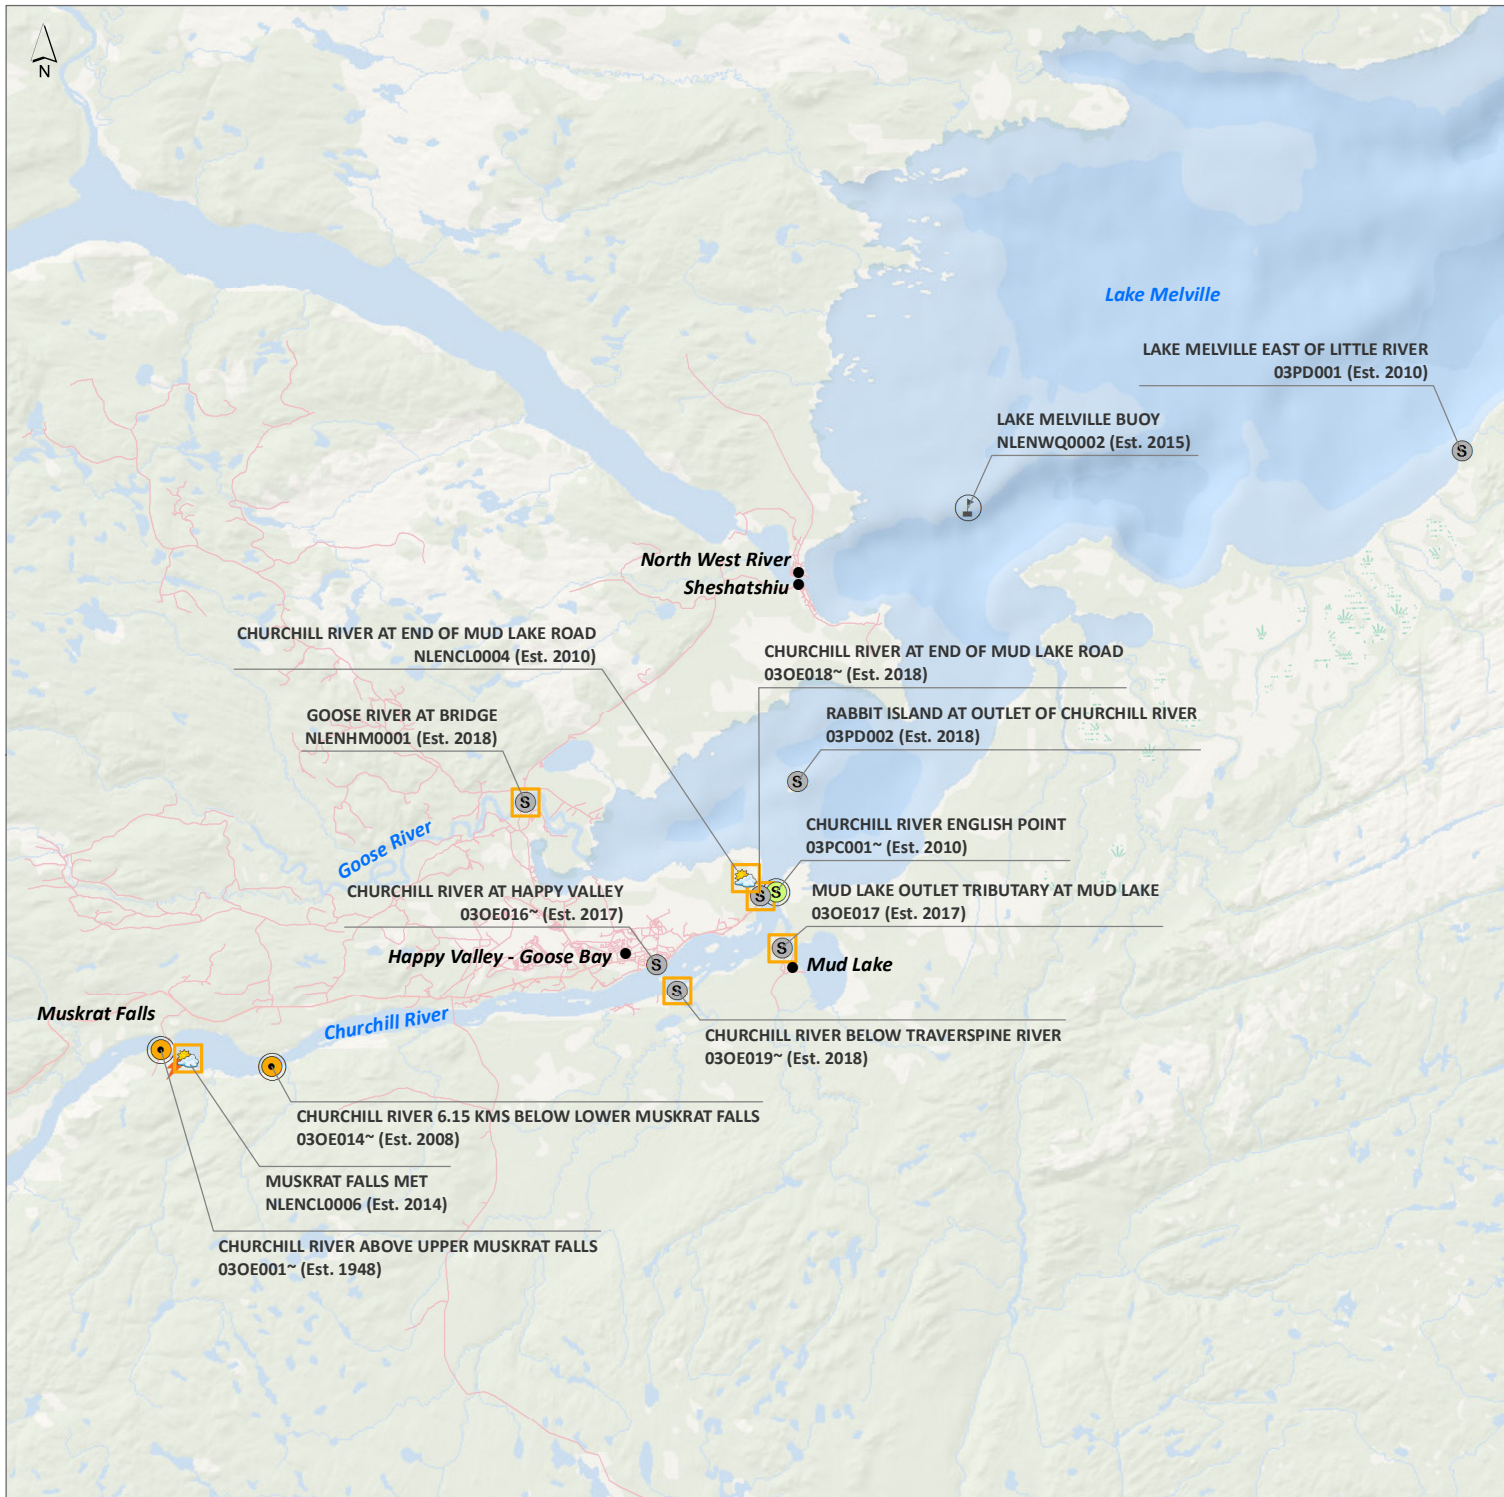 N
Lake Melville
LAKE MELVILLE EAST OF LITTLE RIVER
03PD001 (Est. 2010)
LAKE MELVILLE BUOY
NLENWQ0002 (Est. 2015)
S
North West River
Sheshatshiu
CHURCHILL RIVER AT END OF MUD LAKE ROAD
NLENCL0004 (Est. 2010)
CHURCHILL RIVER AT END OF MUD LAKE ROAD
03OE018~ (Est. 2018)
GOOSE RIVER AT BRIDGE
NLENHM0001 (Est. 2018)
RABBIT ISLAND AT OUTLET OF CHURCHILL RIVER
03PD002 (Est. 2018)
S
S
Goose River
CHURCHILL RIVER ENGLISH POINT
03PC001~ (Est. 2010)
CHURCHILL RIVER AT HAPPY VALLEY
03OE016~ (Est. 2017)
S
S
MUD LAKE OUTLET TRIBUTARY AT MUD LAKE
03OE017 (Est. 2017)
S
Happy Valley - Goose Bay
S
Mud Lake
S
Muskrat Falls
Churchill River
CHURCHILL RIVER BELOW TRAVERSPINE RIVER
03OE019~ (Est. 2018)
CHURCHILL RIVER 6.15 KMS BELOW LOWER MUSKRAT FALLS
03OE014~ (Est. 2008)
MUSKRAT FALLS MET
NLENCL0006 (Est. 2014)
CHURCHILL RIVER ABOVE UPPER MUSKRAT FALLS
03OE001~ (Est. 1948)